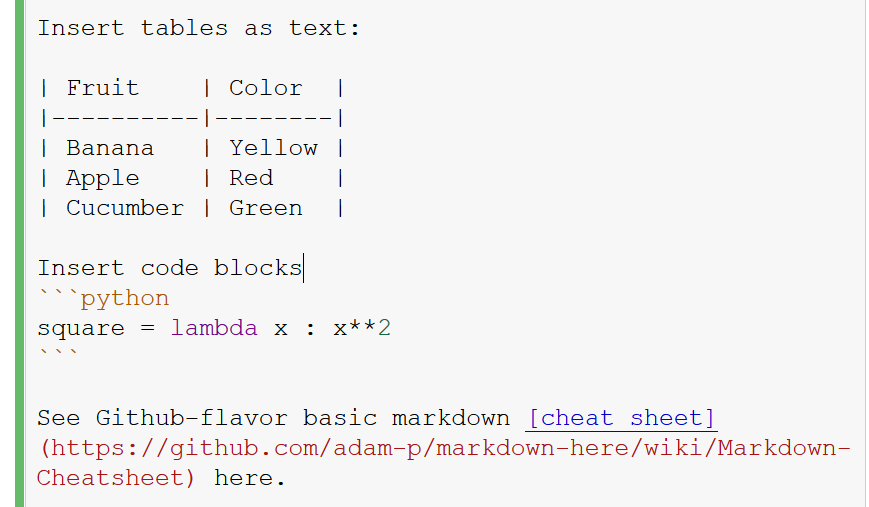 Insert tables as text:
| Fruit    | Color  |
|----------|--------|
| Banana   | Yellow |
| Apple    | Red    |
| Cucumber | Green  |
Insert code blocks
```python
square = lambda x : x**2
```
See Github-flavor basic markdown [cheat sheet]
(https://github.com/adam-p/markdown-here/wiki/Markdown-
Cheatsheet) here.